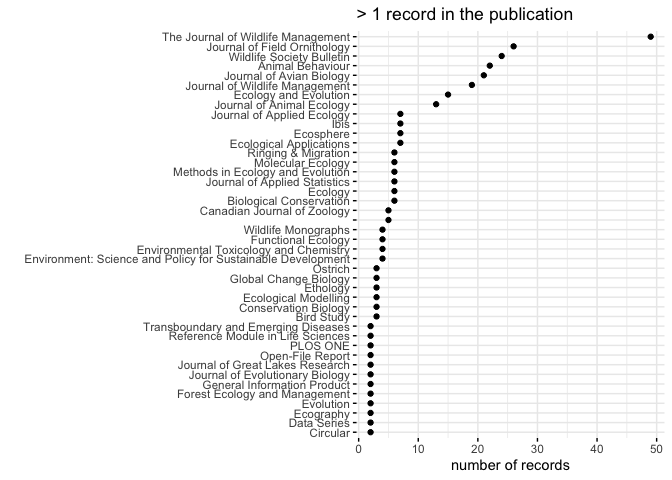 > 1 record in the publication
The Journal of Wildlife Management
Journal of Field Ornithology
Wildlife Society Bulletin
Animal Behaviour
Journal of Avian Biology
Journal of Wildlife Management
Ecology and Evolution
Journal of Animal Ecology
Journal of Applied Ecology
Ibis
Ecosphere
Ecological Applications
Ringing & Migration
Molecular Ecology
Methods in Ecology and Evolution
Journal of Applied Statistics
Ecology
Biological Conservation
Canadian Journal of Zoology
Wildlife Monographs
Functional Ecology
Environmental Toxicology and Chemistry
Environment: Science and Policy for Sustainable Development
Ostrich
Global Change Biology
Ethology
Ecological Modelling
Conservation Biology
Bird Study
Transboundary and Emerging Diseases
Reference Module in Life Sciences
PLOS ONE
Open-File Report
Journal of Great Lakes Research
Journal of Evolutionary Biology
General Information Product
Forest Ecology and Management
Evolution
Ecography
Data Series
Circular
0 10 20 30 40 50
number of records